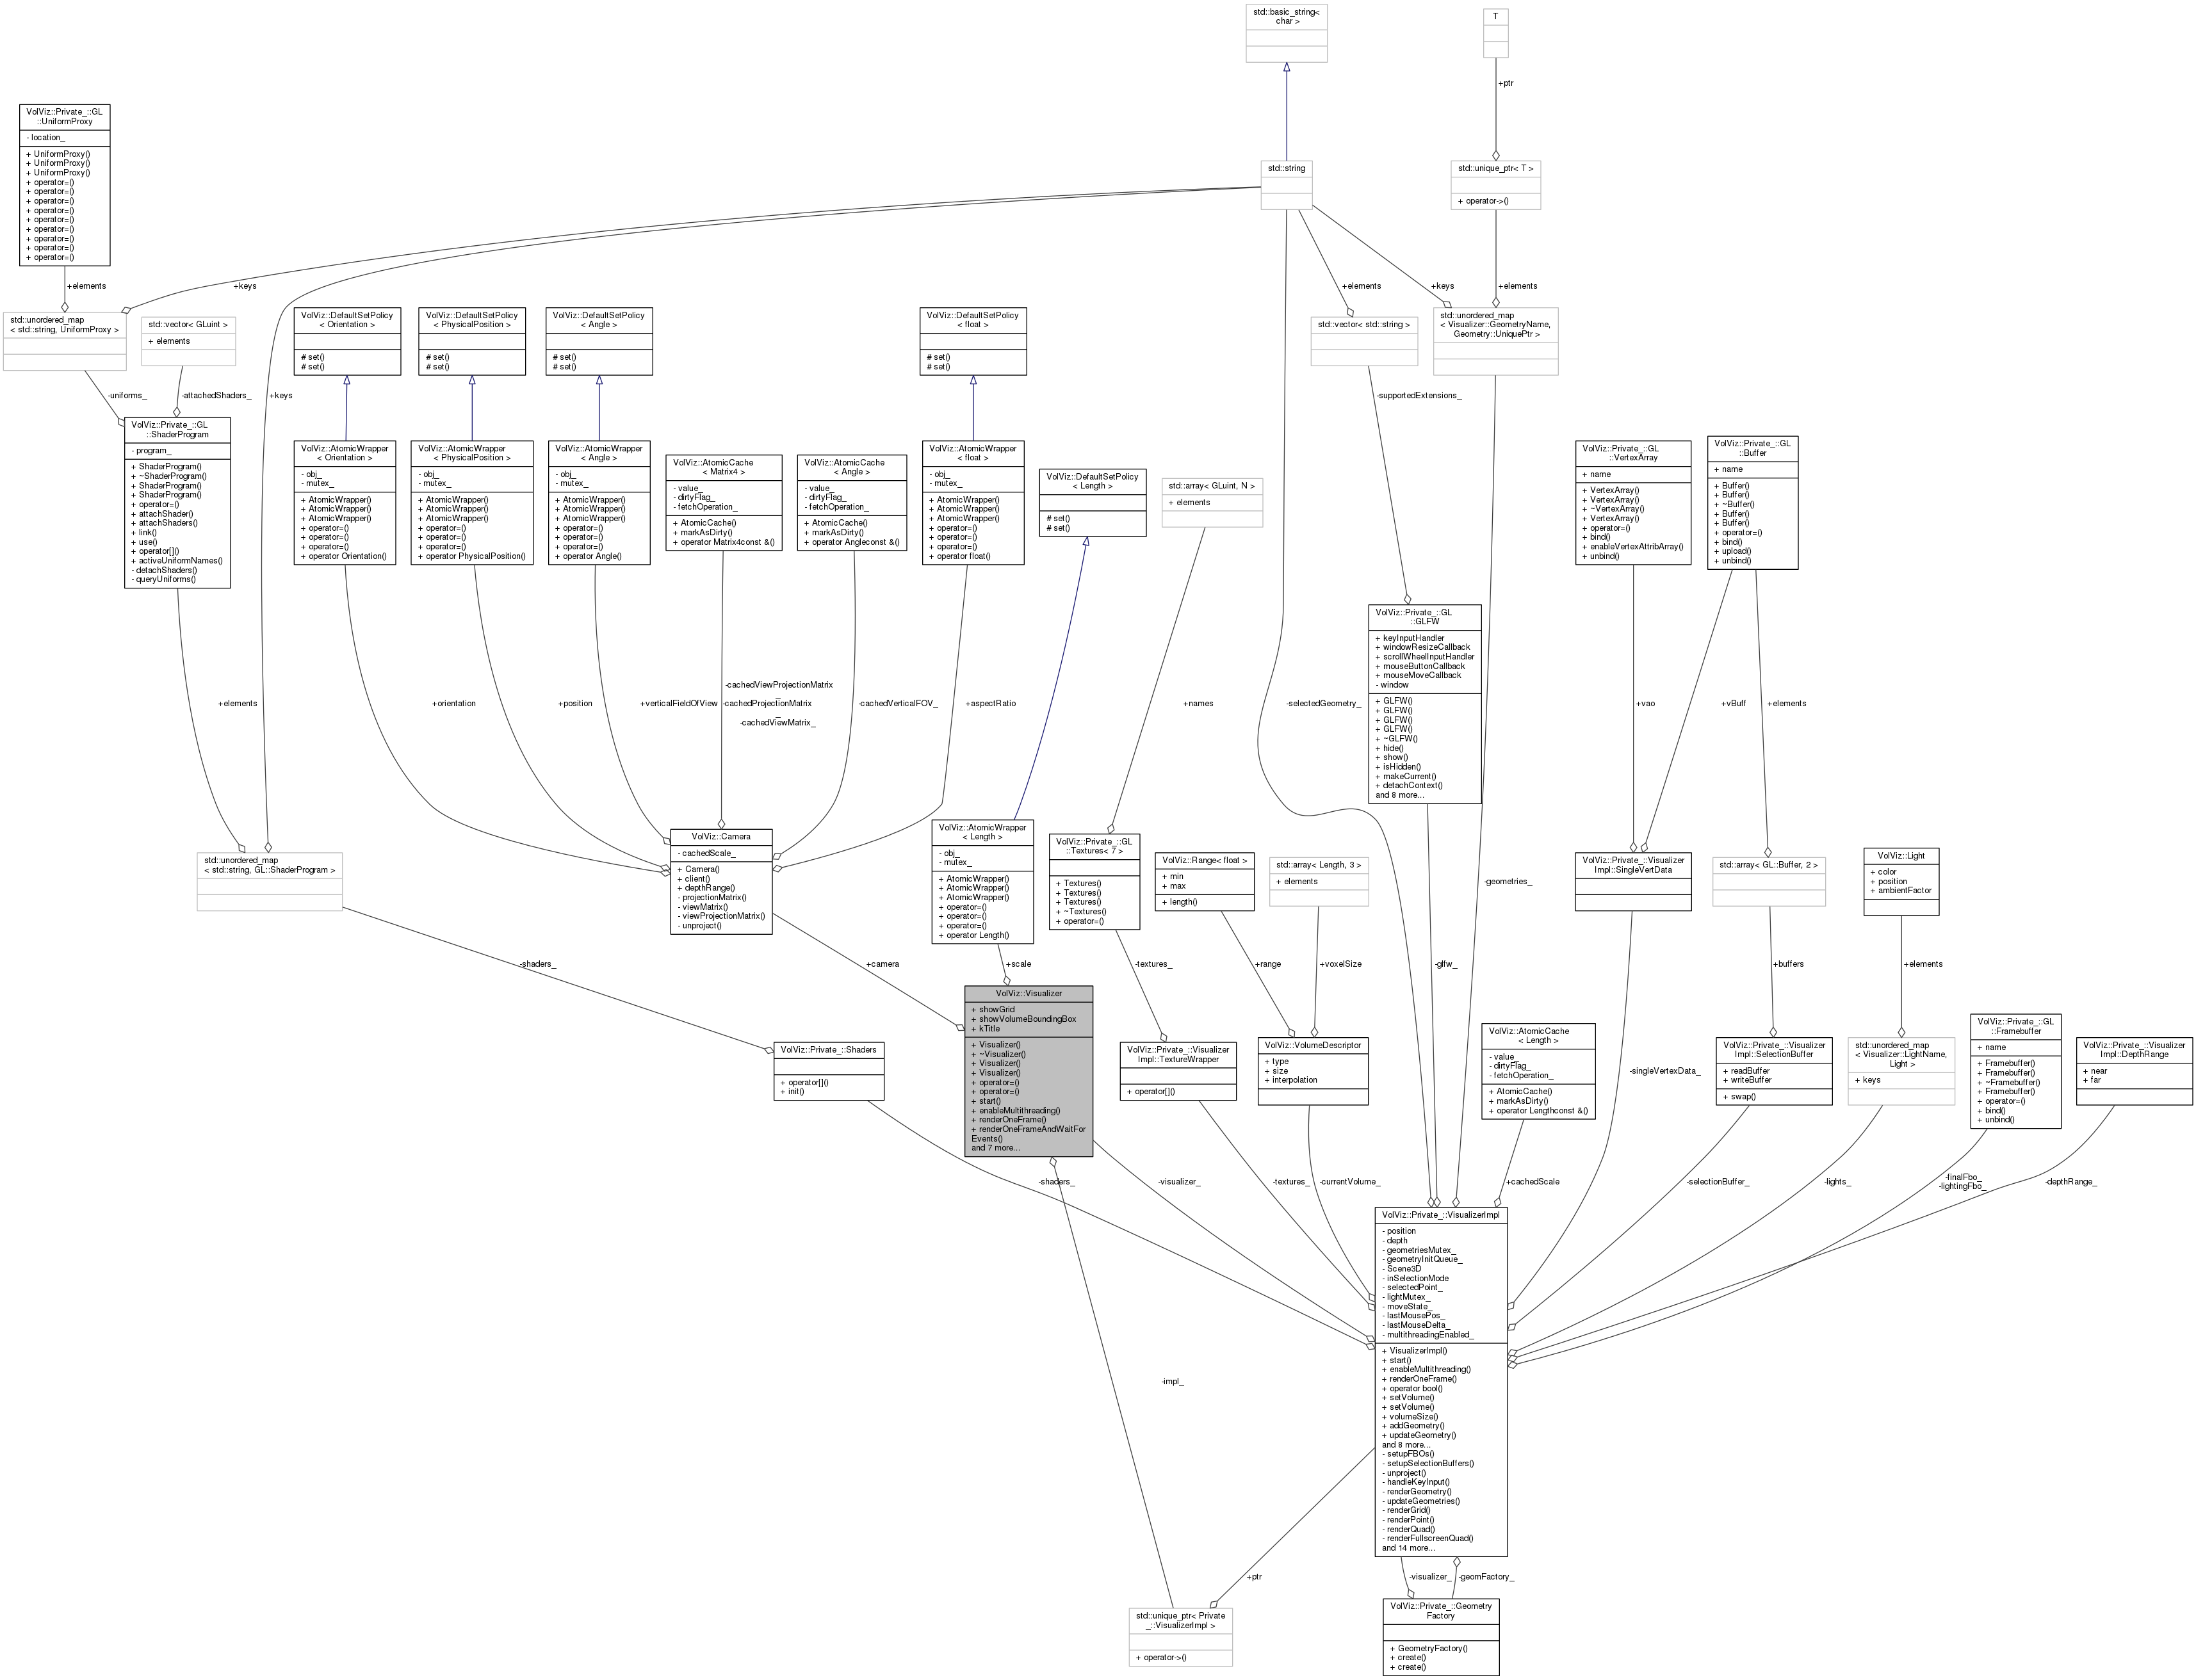 std::basic_string<
char >
T
+ptr
VolViz::Private_::GL
::UniformProxy
- location_
+ UniformProxy()
+ UniformProxy()
+ UniformProxy()
+ operator=()
+ operator=()
+ operator=()
+ operator=()
+ operator=()
+ operator=()
+ operator=()
+ operator=()
+ operator=()
std::string
std::unique_ptr< T >
+ operator->()
+elements
+keys
+elements
+keys
+elements
std::unordered_map
< std::string, UniformProxy >
std::vector< GLuint >
+ elements
VolViz::DefaultSetPolicy
< Orientation >
# set()
# set()
VolViz::DefaultSetPolicy
< PhysicalPosition >
# set()
# set()
VolViz::DefaultSetPolicy
< Angle >
# set()
# set()
VolViz::DefaultSetPolicy
< float >
# set()
# set()
std::vector< std::string >
std::unordered_map
< Visualizer::GeometryName,
Geometry::UniquePtr >
-uniforms_
-attachedShaders_
+keys
-supportedExtensions_
VolViz::Private_::GL
::ShaderProgram
- program_
+ ShaderProgram()
+ ~ShaderProgram()
+ ShaderProgram()
+ ShaderProgram()
+ operator=()
+ attachShader()
+ attachShaders()
+ link()
+ use()
+ operator[]()
+ activeUniformNames()
- detachShaders()
- queryUniforms()
VolViz::AtomicWrapper
< Orientation >
- obj_
- mutex_
+ AtomicWrapper()
+ AtomicWrapper()
+ AtomicWrapper()
+ operator=()
+ operator=()
+ operator=()
+ operator Orientation()
VolViz::AtomicWrapper
< PhysicalPosition >
- obj_
- mutex_
+ AtomicWrapper()
+ AtomicWrapper()
+ AtomicWrapper()
+ operator=()
+ operator=()
+ operator=()
+ operator PhysicalPosition()
VolViz::AtomicWrapper
< Angle >
- obj_
- mutex_
+ AtomicWrapper()
+ AtomicWrapper()
+ AtomicWrapper()
+ operator=()
+ operator=()
+ operator=()
+ operator Angle()
VolViz::AtomicCache
< Matrix4 >
- value_
- dirtyFlag_
- fetchOperation_
+ AtomicCache()
+ markAsDirty()
+ operator Matrix4const &()
VolViz::AtomicCache
< Angle >
- value_
- dirtyFlag_
- fetchOperation_
+ AtomicCache()
+ markAsDirty()
+ operator Angleconst &()
VolViz::AtomicWrapper
< float >
- obj_
- mutex_
+ AtomicWrapper()
+ AtomicWrapper()
+ AtomicWrapper()
+ operator=()
+ operator=()
+ operator=()
+ operator float()
VolViz::DefaultSetPolicy
< Length >
# set()
# set()
std::array< GLuint, N >
+ elements
VolViz::Private_::GL
::VertexArray
+ name
+ VertexArray()
+ VertexArray()
+ ~VertexArray()
+ VertexArray()
+ operator=()
+ bind()
+ enableVertexAttribArray()
+ unbind()
VolViz::Private_::GL
::Buffer
+ name
+ Buffer()
+ Buffer()
+ ~Buffer()
+ Buffer()
+ Buffer()
+ operator=()
+ bind()
+ upload()
+ unbind()
VolViz::Private_::GL
::GLFW
+ keyInputHandler
+ windowResizeCallback
+ scrollWheelInputHandler
+ mouseButtonCallback
+ mouseMoveCallback
- window
+ GLFW()
+ GLFW()
+ GLFW()
+ GLFW()
+ ~GLFW()
+ hide()
+ show()
+ isHidden()
+ makeCurrent()
+ detachContext()
and 8 more...
+elements
+orientation
+position
+verticalFieldOfView
-cachedViewProjectionMatrix
_
-cachedProjectionMatrix
_
-cachedViewMatrix_
-cachedVerticalFOV_
+aspectRatio
+names
-selectedGeometry_
+vao
+vBuff
+elements
std::unordered_map
< std::string, GL::ShaderProgram >
VolViz::Camera
- cachedScale_
+ Camera()
+ client()
+ depthRange()
- projectionMatrix()
- viewMatrix()
- viewProjectionMatrix()
- unproject()
VolViz::AtomicWrapper
< Length >
- obj_
- mutex_
+ AtomicWrapper()
+ AtomicWrapper()
+ AtomicWrapper()
+ operator=()
+ operator=()
+ operator=()
+ operator Length()
VolViz::Private_::GL
::Textures< 7 >
+ Textures()
+ Textures()
+ Textures()
+ ~Textures()
+ operator=()
VolViz::Range< float >
+ min
+ max
+ length()
std::array< Length, 3 >
+ elements
-geometries_
VolViz::Private_::Visualizer
Impl::SingleVertData
std::array< GL::Buffer, 2 >
VolViz::Light
+ color
+ position
+ ambientFactor
-shaders_
+camera
+scale
-textures_
+range
+voxelSize
-glfw_
+buffers
+elements
VolViz::Private_::Shaders
+ operator[]()
+ init()
VolViz::Visualizer
+ showGrid
+ showVolumeBoundingBox
+ kTitle
+ Visualizer()
+ ~Visualizer()
+ Visualizer()
+ Visualizer()
+ operator=()
+ operator=()
+ start()
+ enableMultithreading()
+ renderOneFrame()
+ renderOneFrameAndWaitFor
Events()
and 7 more...
VolViz::Private_::Visualizer
Impl::TextureWrapper
+ operator[]()
VolViz::VolumeDescriptor
+ type
+ size
+ interpolation
VolViz::AtomicCache
< Length >
- value_
- dirtyFlag_
- fetchOperation_
+ AtomicCache()
+ markAsDirty()
+ operator Lengthconst &()
-singleVertexData_
VolViz::Private_::Visualizer
Impl::SelectionBuffer
+ readBuffer
+ writeBuffer
+ swap()
std::unordered_map
< Visualizer::LightName,
Light >
+ keys
VolViz::Private_::GL
::Framebuffer
+ name
+ Framebuffer()
+ Framebuffer()
+ ~Framebuffer()
+ Framebuffer()
+ operator=()
+ bind()
+ unbind()
VolViz::Private_::Visualizer
Impl::DepthRange
+ near
+ far
-shaders_
-visualizer_
-textures_
-currentVolume_
+cachedScale
-selectionBuffer_
-lights_
-finalFbo_
-lightingFbo_
-depthRange_
VolViz::Private_::VisualizerImpl
- position
- depth
- geometriesMutex_
- geometryInitQueue_
- Scene3D
- inSelectionMode
- selectedPoint_
- lightMutex_
- moveState_
- lastMousePos_
- lastMouseDelta_
- multithreadingEnabled_
+ VisualizerImpl()
+ start()
+ enableMultithreading()
+ renderOneFrame()
+ operator bool()
+ setVolume()
+ setVolume()
+ volumeSize()
+ addGeometry()
+ updateGeometry()
and 8 more...
- setupFBOs()
- setupSelectionBuffers()
- unproject()
- handleKeyInput()
- renderGeometry()
- updateGeometries()
- renderGrid()
- renderPoint()
- renderQuad()
- renderFullscreenQuad()
and 14 more...
-impl_
+ptr
-visualizer_
-geomFactory_
std::unique_ptr< Private
_::VisualizerImpl >
+ operator->()
VolViz::Private_::Geometry
Factory
+ GeometryFactory()
+ create()
+ create()